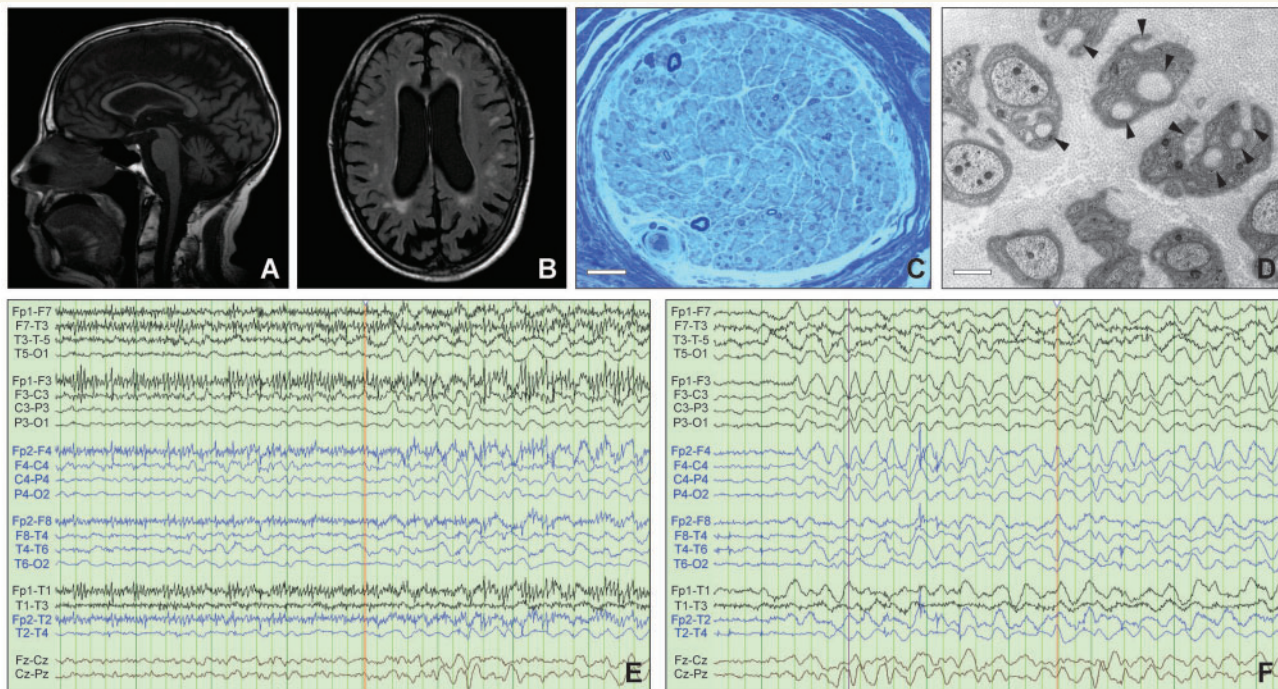 A
B
C
D
Fp1-F7
F7-T3
T3-T-5
T5-O1
Fp1-F3
F3-C3
C3-P3
P3-O1
Fp2-F4
F4-C4
C4-P4
P4-O2
Fp2-F8
F8-T4
T4-T6
T6-O2
Fp1-T1
T1-T3
Fp2-T2
T2-T4
Fz-Cz
Cz-Pz
E
Fp1-F7
F7-T3
T3-T-5
T5-O1
Fp1-F3
F3-C3
C3-P3
P3-O1
Fp2-F4
F4-C4
C4-P4
P4-O2
Fp2-F8
F8-T4
T4-T6
T6-O2
Fp1-T1
T1-T3
Fp2-T2
T2-T4
Fz-Cz
Cz-Pz
F